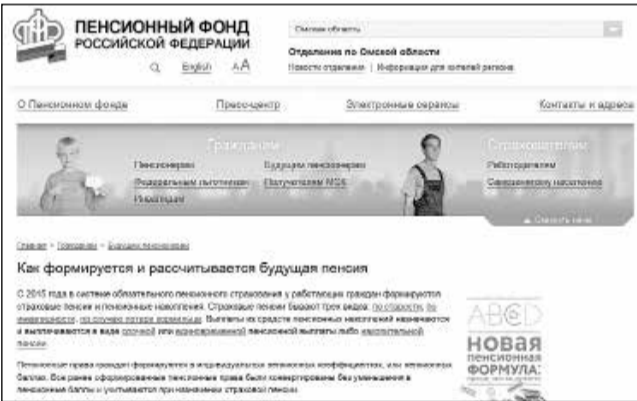 ПЕНСИОННЫЙ ФОНД
РОССИЙСКОЙ ФЕДЕРАЦИИ
English АА
Омская область
Отделение по Омской области
Новости отделения | Информация для жителей региона
О Пенсионном фонде Пресс-центр Электронные сервисы Контакты и адреса
Гражданам
Пенсионерам Будущим пенсионерам
Федеральным льготникам Получателям МСК
Инвалидам
Страхователям
Работодателям
Самозанятому населению
Свернуть меню
Главная > Гражданам > Будущим пенсионерам
Как формируется и рассчитывается будущая пенсия
С 2015 года в системе обязательного пенсионного страхования у работающих граждан формируются
страховые пенсии и пенсионные накопления. Страховые пенсии бывают трех видов: по старости, по
инвалидности, по случаю потери кормильца. Выплаты из средств пенсионных накоплений назначаются
и выплачиваются в виде срочной или единовременной пенсионной выплаты либо накопительной
пенсии.
Пенсионные права граждан формируются в индивидуальных пенсионных коэффициентах, или пенсионных
баллах. Все ранее сформированные пенсионные права были конвертированы без уменьшения в
пенсионные баллы и учитываются при назначении страховой пенсии.
ABCD
НОВАЯ
ПЕНСИОННАЯ
ФОРМУЛА: